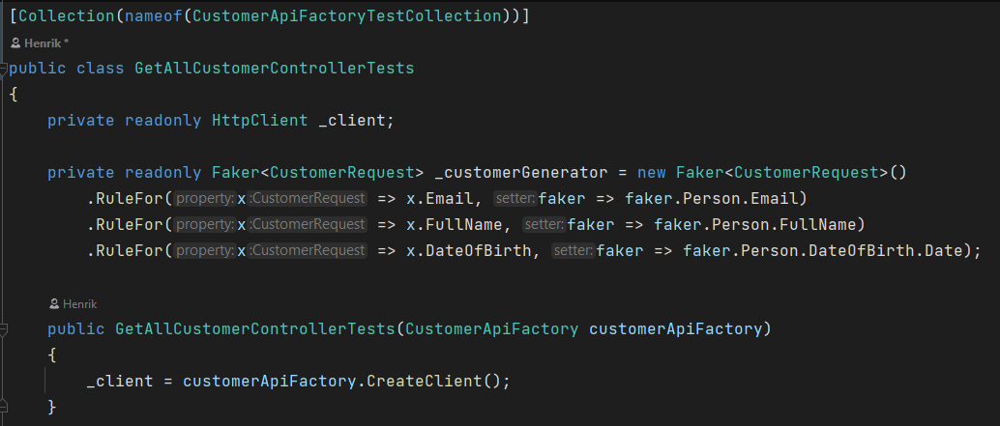 [Collection(nameof(CustomerApiFactoryTestCollection))]
Henrik *
public class GetAllCustomerControllerTests
{
private readonly HttpClient _client;
private readonly Faker<CustomerRequest> _customerGenerator = new Faker<CustomerRequest>()
.RuleFor(property: x :CustomerRequest => x.Email, setter: faker => faker.Person.Email)
.RuleFor(property: x :CustomerRequest => x.FullName, setter: faker => faker.Person.FullName)
.RuleFor(property: x :CustomerRequest => x.DateOfBirth, setter: faker => faker.Person.DateOfBirth.Date);
Henrik
public GetAllCustomerControllerTests(CustomerApiFactory customerApiFactory)
{
_client = customerApiFactory.CreateClient();
}